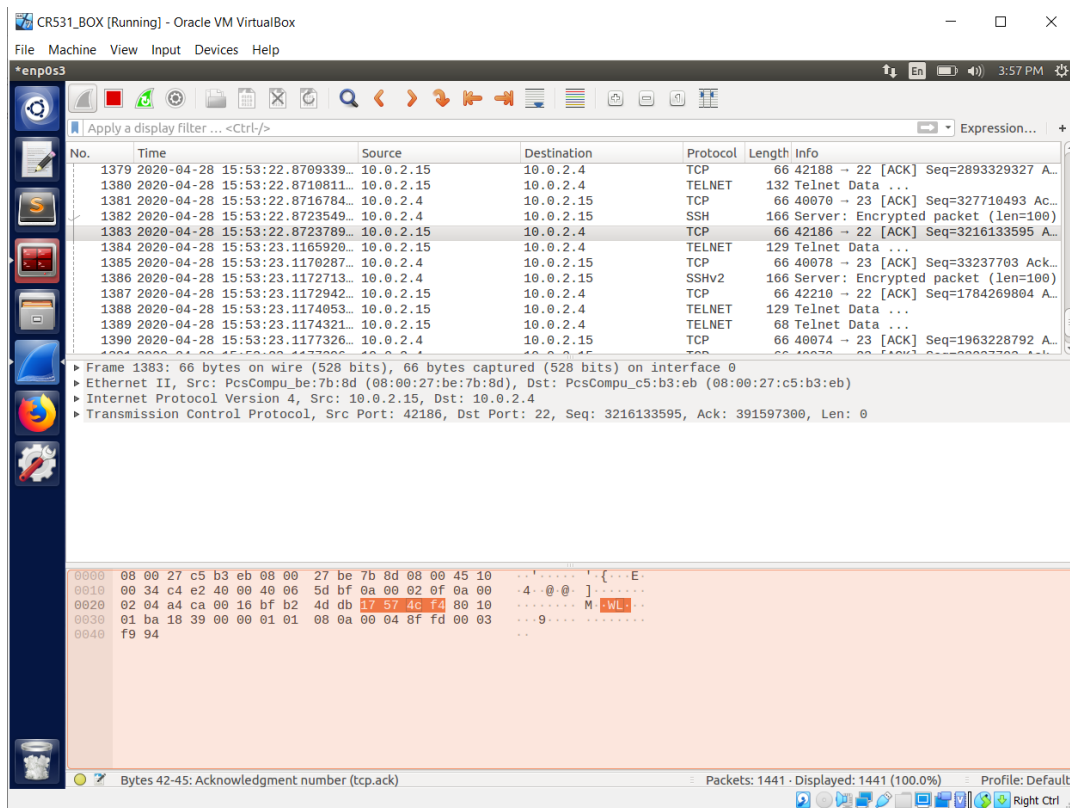 CR531_BOX [Running] - Oracle VM VirtualBox
File Machine View Input Devices Help
*enp0s3 En 3:57 PM
Apply a display filter … <Ctrl-/> Expression… +
No. Time Source Destination Protocol Length Info
1379 2020-04-28 15:53:22.8709339… 10.0.2.15 10.0.2.4 TCP 66 42188 → 22 [ACK] Seq=2893329327 A…
1380 2020-04-28 15:53:22.8710811… 10.0.2.15 10.0.2.4 TELNET 132 Telnet Data ...
1381 2020-04-28 15:53:22.8716784… 10.0.2.4 10.0.2.15 TCP 66 40070 → 23 [ACK] Seq=327710493 Ac…
1382 2020-04-28 15:53:22.8723549… 10.0.2.4 10.0.2.15 SSH 166 Server: Encrypted packet (len=100)
1383 2020-04-28 15:53:22.8723789… 10.0.2.15 10.0.2.4 TCP 66 42186 → 22 [ACK] Seq=3216133595 A…
1384 2020-04-28 15:53:23.1165920… 10.0.2.15 10.0.2.4 TELNET 129 Telnet Data ...
1385 2020-04-28 15:53:23.1170287… 10.0.2.4 10.0.2.15 TCP 66 40078 → 23 [ACK] Seq=33237703 Ack…
1386 2020-04-28 15:53:23.1172713… 10.0.2.4 10.0.2.15 SSHv2 166 Server: Encrypted packet (len=100)
1387 2020-04-28 15:53:23.1172942… 10.0.2.15 10.0.2.4 TCP 66 42210 → 22 [ACK] Seq=1784269804 A…
1388 2020-04-28 15:53:23.1174053… 10.0.2.15 10.0.2.4 TELNET 129 Telnet Data ...
1389 2020-04-28 15:53:23.1174321… 10.0.2.15 10.0.2.4 TELNET 68 Telnet Data ...
1390 2020-04-28 15:53:23.1177326… 10.0.2.4 10.0.2.15 TCP 66 40074 → 23 [ACK] Seq=1963228792 A…
Frame 1383: 66 bytes on wire (528 bits), 66 bytes captured (528 bits) on interface 0
Ethernet II, Src: PcsCompu_be:7b:8d (08:00:27:be:7b:8d), Dst: PcsCompu_c5:b3:eb (08:00:27:c5:b3:eb)
Internet Protocol Version 4, Src: 10.0.2.15, Dst: 10.0.2.4
Transmission Control Protocol, Src Port: 42186, Dst Port: 22, Seq: 3216133595, Ack: 391597300, Len: 0
0000 08 00 27 c5 b3 eb 08 00 27 be 7b 8d 08 00 45 10 ··'····· '·{···E·
0010 00 34 c4 e2 40 00 40 06 5d bf 0a 00 02 0f 0a 00 ·4··@·@· ]·······
0020 02 04 a4 ca 00 16 bf b2 4d db 17 57 4c f4 80 10 ········ M··WL···
0030 01 ba 18 39 00 00 01 01 08 0a 00 04 8f fd 00 03 ···9···· ········
0040 f9 94 ··
Bytes 42-45: Acknowledgment number (tcp.ack) Packets: 1441 · Displayed: 1441 (100.0%) Profile: Default
Right Ctrl